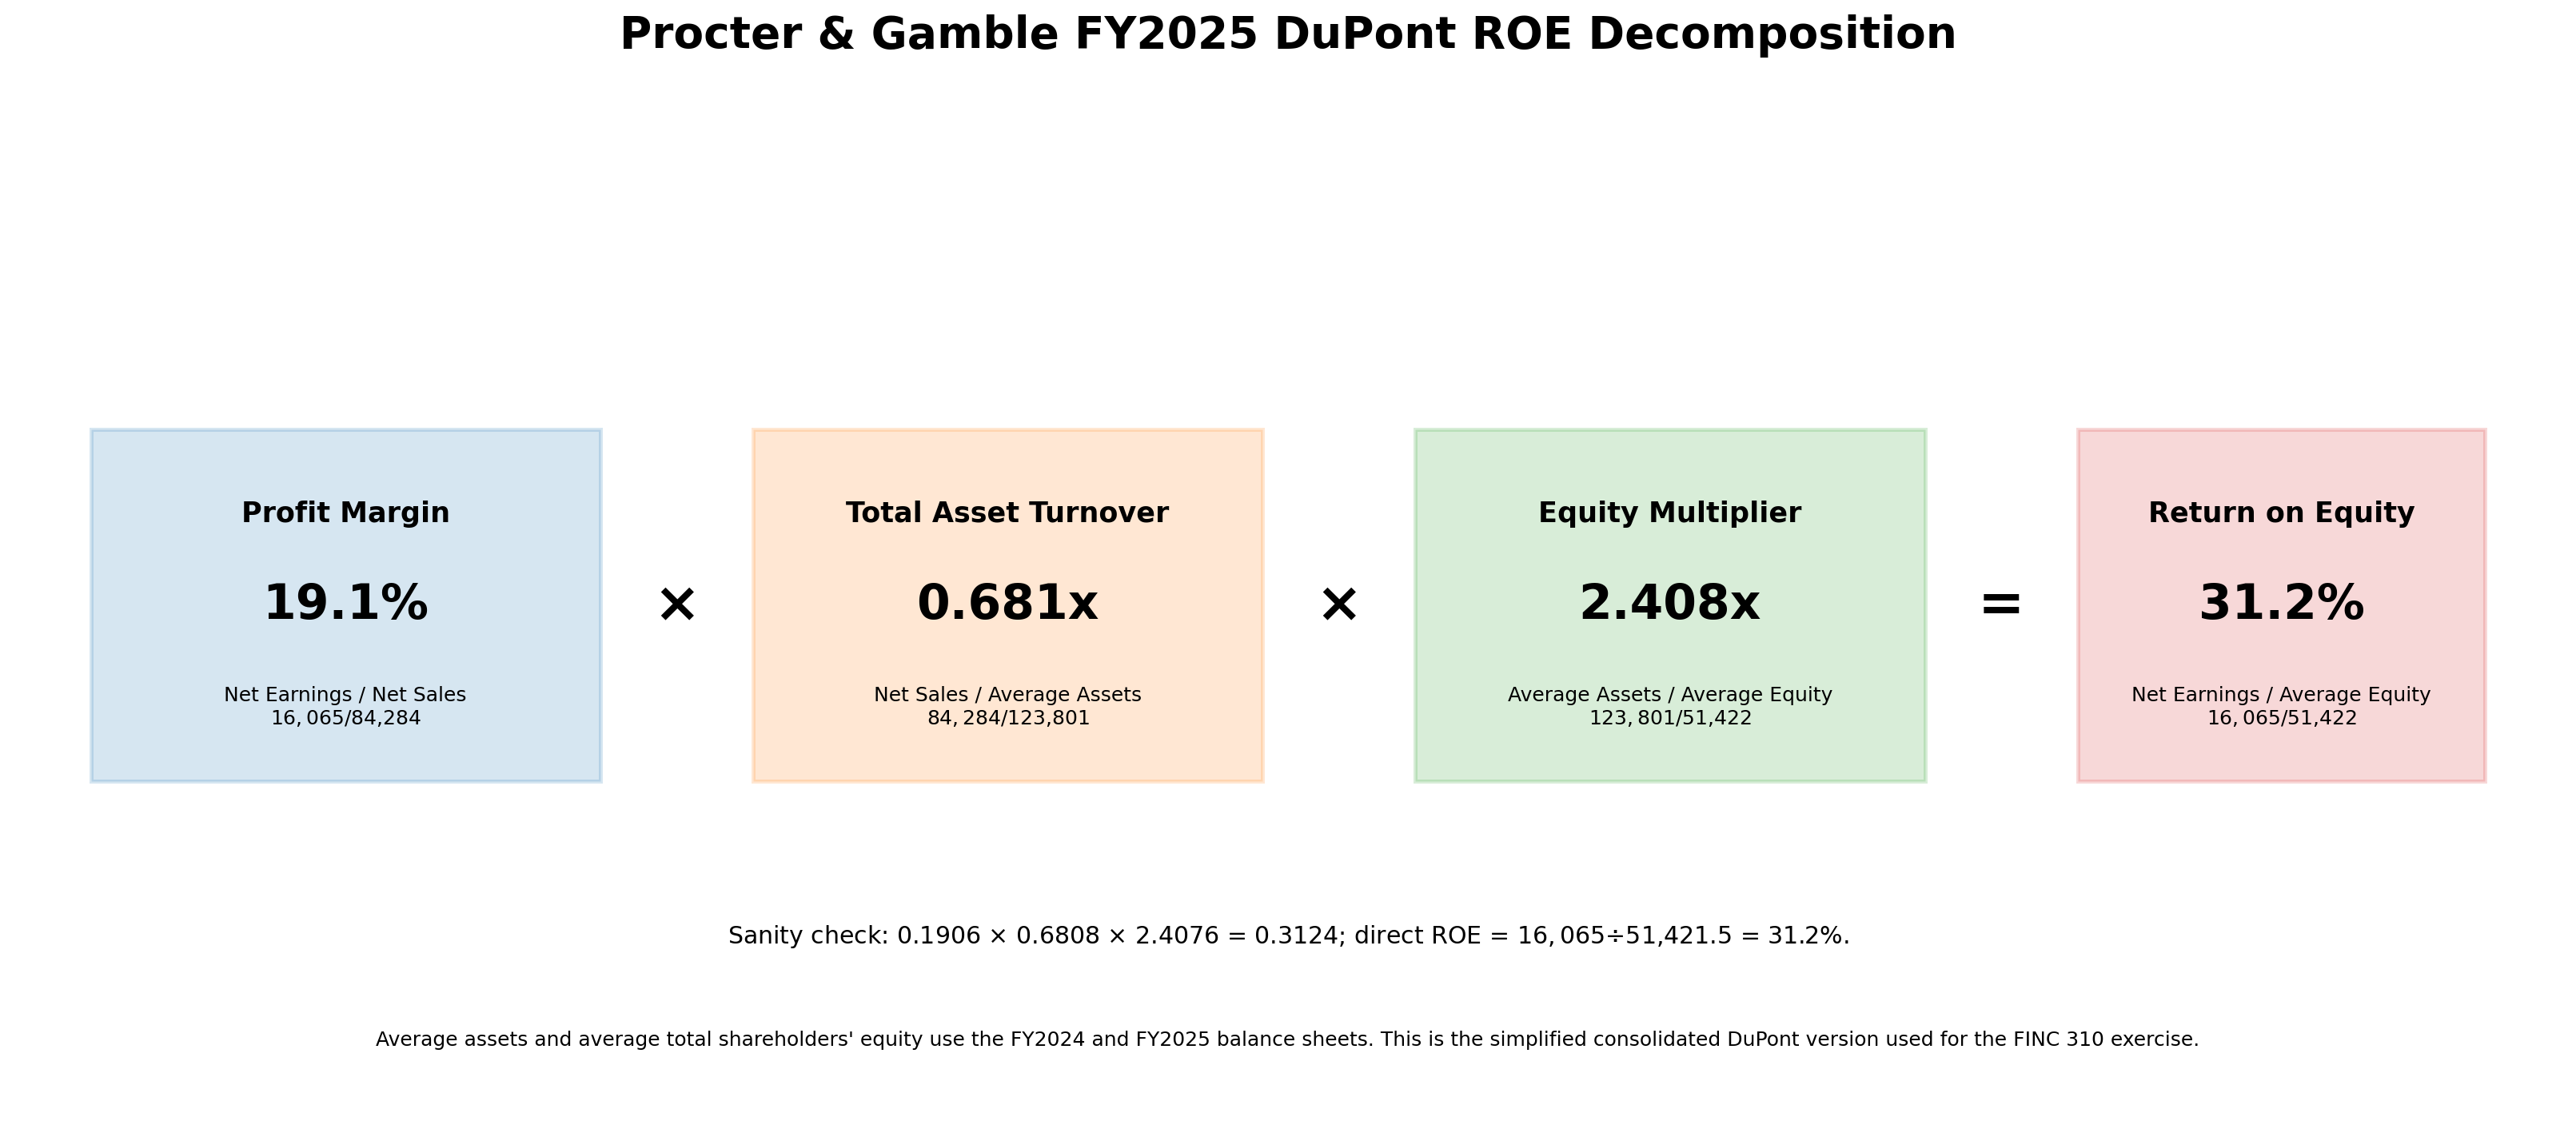 Procter & Gamble FY2025 DuPont ROE Decomposition
Profit Margin
19.1%
Net Earnings / Net Sales
16, 065/84,284
×
Total Asset Turnover
0.681x
Net Sales / Average Assets
84, 284/123,801
×
Equity Multiplier
2.408x
Average Assets / Average Equity
123, 801/51,422
=
Return on Equity
31.2%
Net Earnings / Average Equity
16, 065/51,422
Sanity check: 0.1906 × 0.6808 × 2.4076 = 0.3124; direct ROE = 16, 065÷51,421.5 = 31.2%.
Average assets and average total shareholders' equity use the FY2024 and FY2025 balance sheets. This is the simplified consolidated DuPont version used for the FINC 310 exercise.